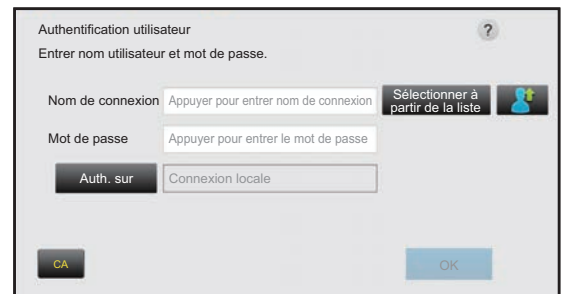 Authentification utilisateur
?
Entrer nom utilisateur et mot de passe.
Nom de connexion
Appuyer pour entrer nom de connexion
Sélectionner à
partir de la liste
Mot de passe
Appuyer pour entrer le mot de passe
Auth. sur
Connexion locale
CA
OK